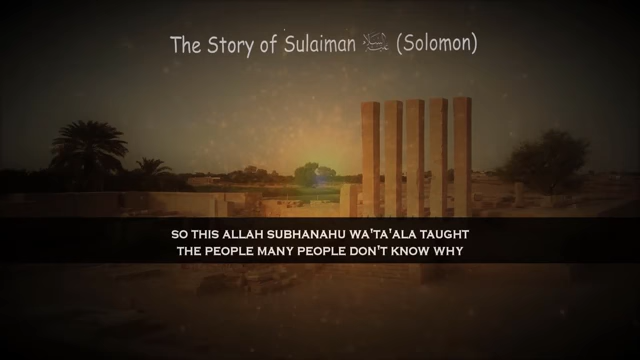 The Story of Sulaiman (Solomon)
SO THIS ALLAH SUBHANAHU WA'TA'ALA TAUGHT
THE PEOPLE MANY PEOPLE DON'T KNOW WHY